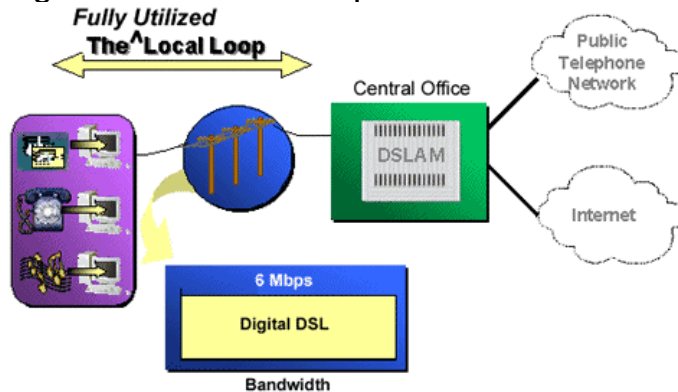 Fully Utilized
The^Local Loop
Central Office
DSLAM
Public
Telephone
Network
Internet
6 Mbps
Digital DSL
Bandwidth